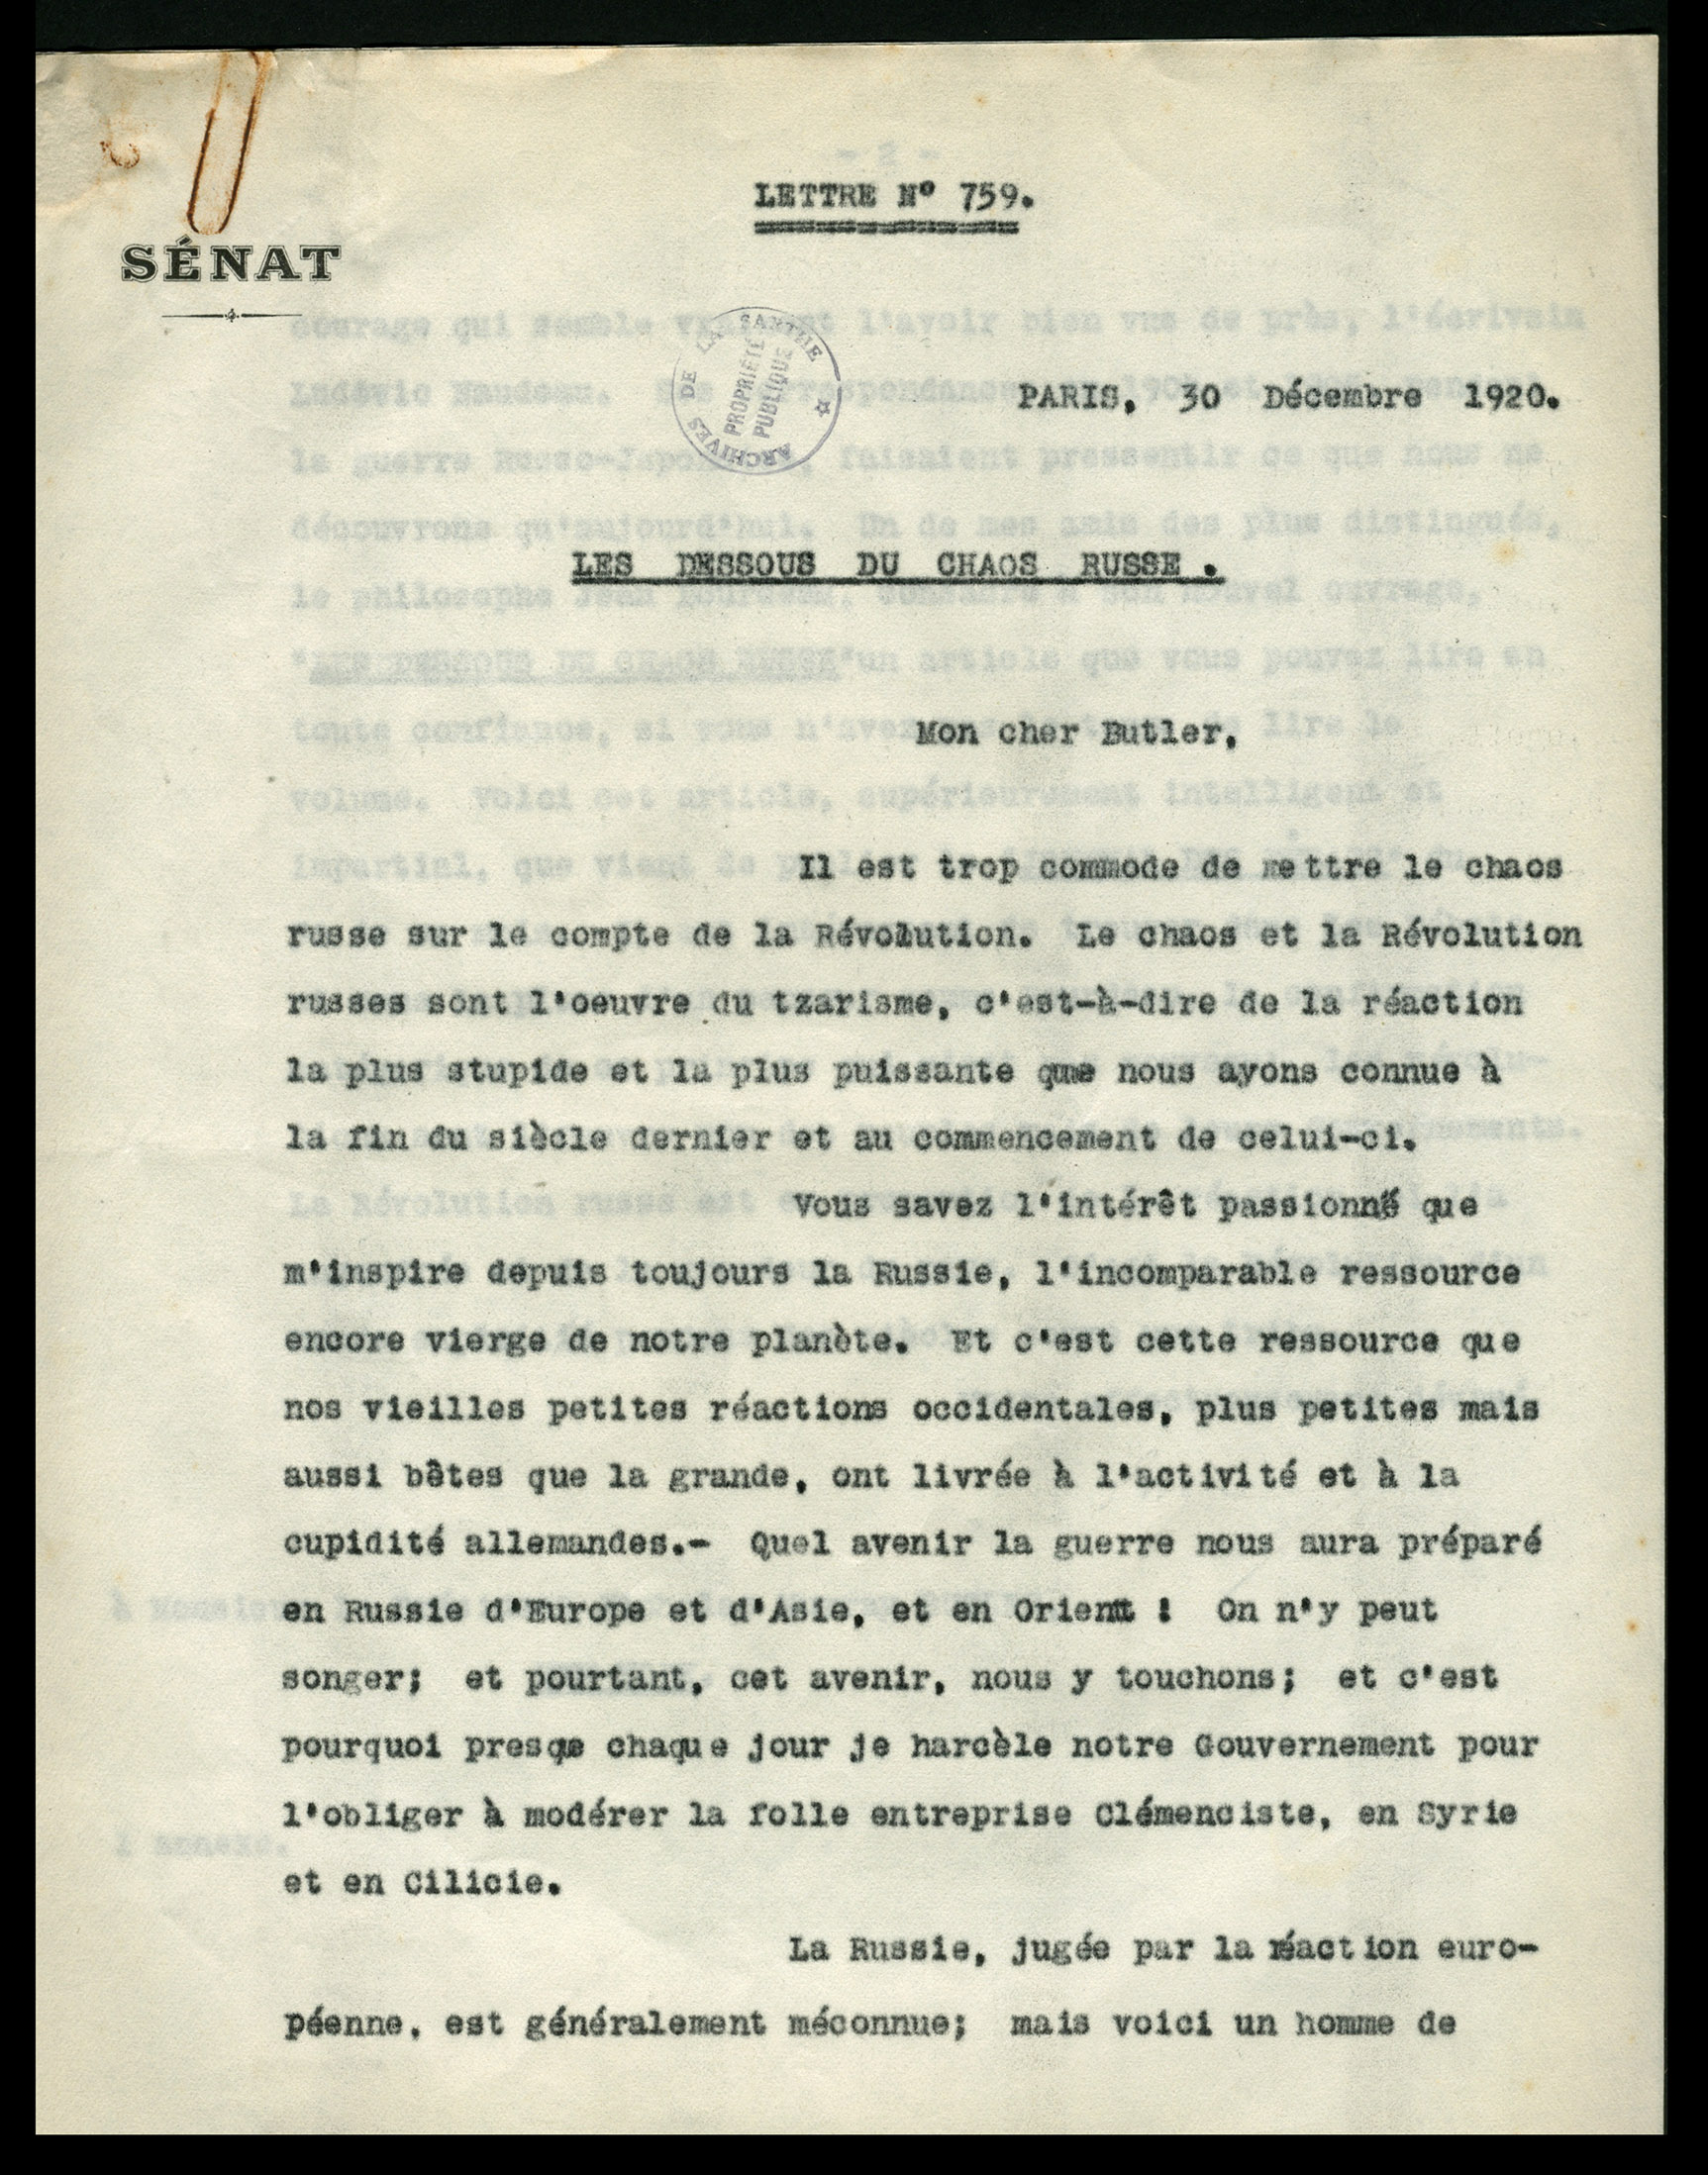 LETTRE N° 759.
SÉNAT
ARCHIVES DE LA SARTHE
PROPRIÉTÉ
PUBLIQUE
PARIS, 30 Décembre 1920.
LES DESSOUS DU CHAOS RUSSE.
Mon cher Butler,
Il est trop commode de mettre le chaos
russe sur le compte de la Révolution. Le chaos et la Révolution
russes sont l'oeuvre du tzarisme, c'est-à-dire de la réaction
la plus stupide et la plus puissante que nous ayons connue à
la fin du siècle dernier et au commencement de celui-ci.
Vous savez l'intérêt passionné que
m'inspire depuis toujours la Russie, l'incomparable ressource
encore vierge de notre planète. Et c'est cette ressource que
nos vieilles petites réactions occidentales, plus petites mais
aussi bêtes que la grande, ont livrée à l'activité et à la
cupidité allemandes.- Quel avenir la guerre nous aura préparé
en Russie d'Europe et d'Asie, et en Orient ! On n'y peut
songer; et pourtant, cet avenir, nous y touchons; et c'est
pourquoi presque chaque jour je harcèle notre Gouvernement pour
l'obliger à modérer la folle entreprise Clémenciste, en Syrie
et en Cilicie.
La Russie, jugée par la réaction euro-
péenne, est généralement méconnue; mais voici un homme de